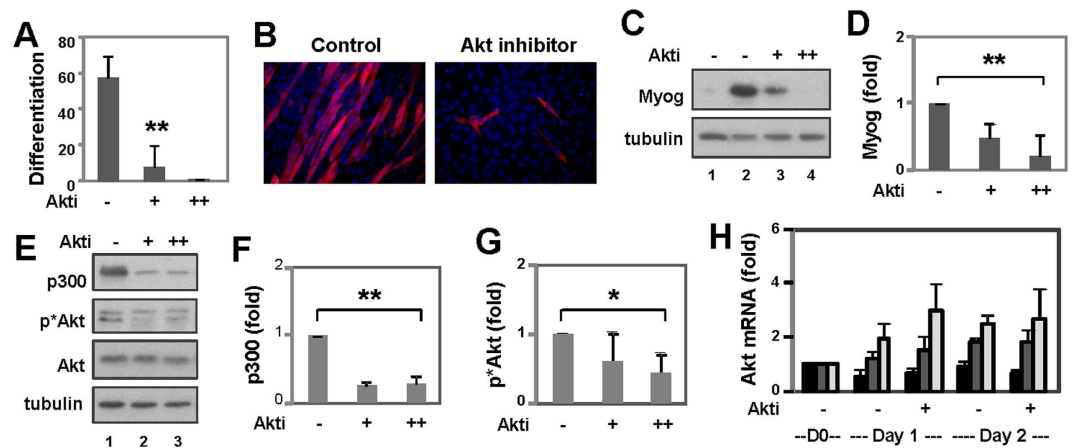 A
Differentiation
80
60
40
20
0
**
Akti - + ++
B
Control Akt inhibitor
C
Akti - - + ++
Myog
tubulin
1 2 3 4
D
Myog (fold)
2
1
0
**
Akti - + ++
E
Akti - + ++
p300
p*Akt
Akt
tubulin
1 2 3
F
p300 (fold)
2
1
0
**
Akti - + ++
G
p*Akt (fold)
2
1
0
*
Akti - + ++
H
Akt mRNA (fold)
6
4
2
0
Akti - - + - +
--D0-- ---- Day 1 ---- --- Day 2 ---